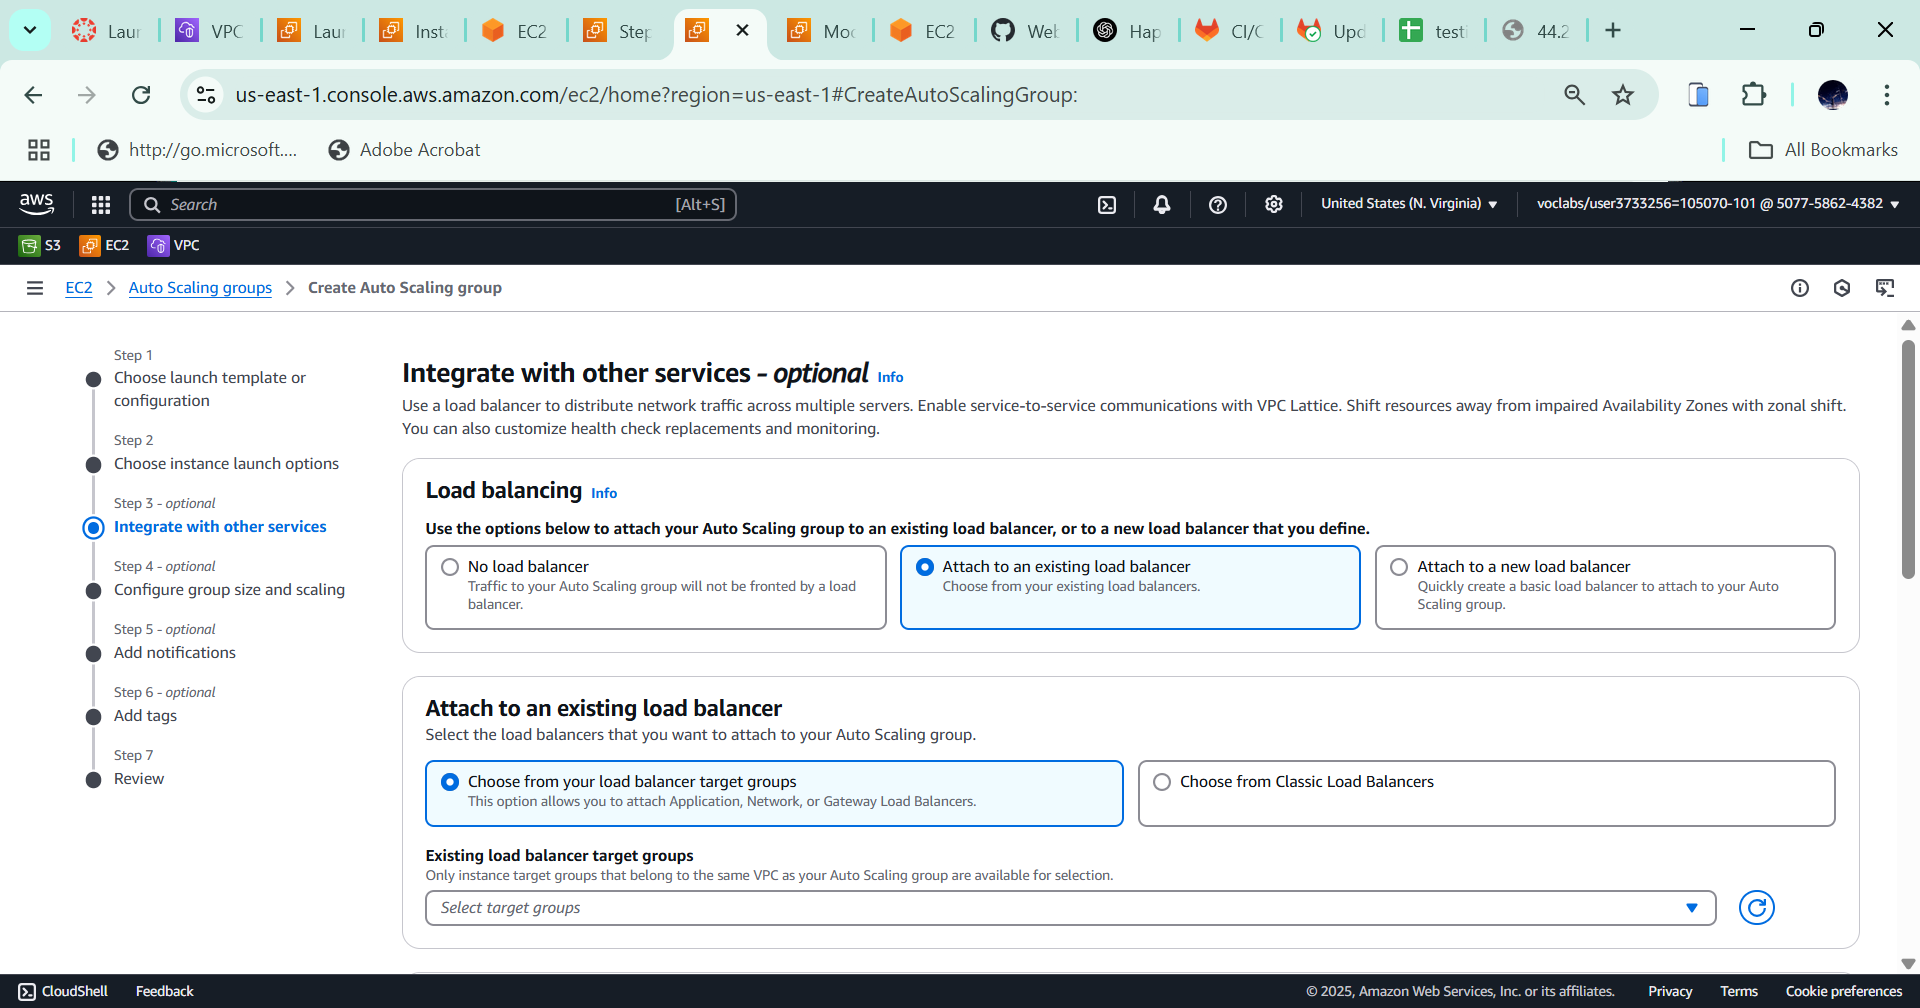 Laun
VPC
Laun
Insta
EC2
Step
Mod
EC2
Web
Hap
CI/C
Upd
testi
44.2
us-east-1.console.aws.amazon.com/ec2/home?region=us-east-1#CreateAutoScalingGroup:
http://go.microsoft....
Adobe Acrobat
All Bookmarks
aws
Search
[Alt+S]
United States (N. Virginia)
voclabs/user3733256=105070-101 @ 5077-5862-4382
S3
EC2
VPC
EC2
Auto Scaling groups
Create Auto Scaling group
Step 1
Choose launch template or
configuration
Step 2
Choose instance launch options
Step 3 - optional
Integrate with other services
Step 4 - optional
Configure group size and scaling
Step 5 - optional
Add notifications
Step 6 - optional
Add tags
Step 7
Review
Integrate with other services - optional Info
Use a load balancer to distribute network traffic across multiple servers. Enable service-to-service communications with VPC Lattice. Shift resources away from impaired Availability Zones with zonal shift.
You can also customize health check replacements and monitoring.
Load balancing Info
Use the options below to attach your Auto Scaling group to an existing load balancer, or to a new load balancer that you define.
No load balancer
Traffic to your Auto Scaling group will not be fronted by a load
balancer.
Attach to an existing load balancer
Choose from your existing load balancers.
Attach to a new load balancer
Quickly create a basic load balancer to attach to your Auto
Scaling group.
Attach to an existing load balancer
Select the load balancers that you want to attach to your Auto Scaling group.
Choose from your load balancer target groups
This option allows you to attach Application, Network, or Gateway Load Balancers.
Choose from Classic Load Balancers
Existing load balancer target groups
Only instance target groups that belong to the same VPC as your Auto Scaling group are available for selection.
Select target groups
CloudShell
Feedback
© 2025, Amazon Web Services, Inc. or its affiliates.
Privacy
Terms
Cookie preferences